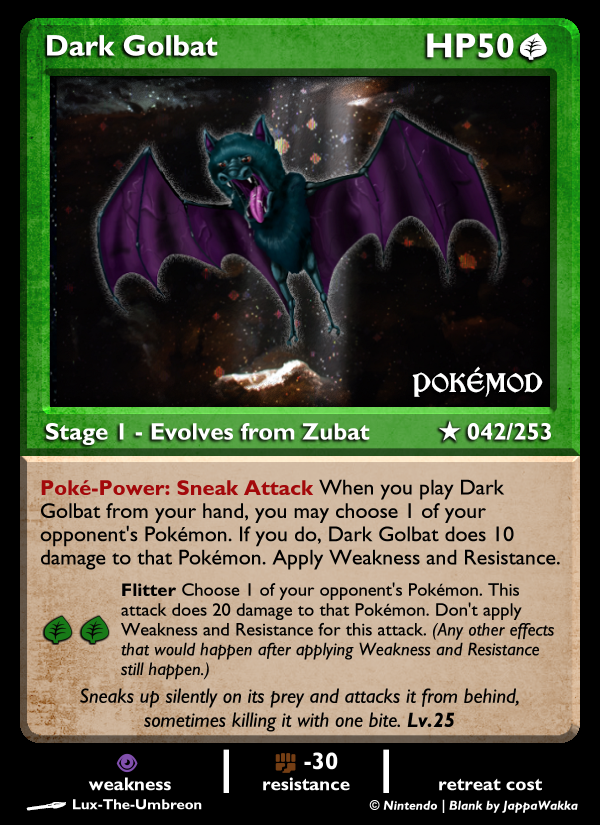 Dark Golbat HP50
POKÉMOD
Stage 1 - Evolves from Zubat ★ 042/253
Poké-Power: Sneak Attack When you play Dark
Golbat from your hand, you may choose 1 of your
opponent's Pokémon. If you do, Dark Golbat does 10
damage to that Pokémon. Apply Weakness and Resistance.
Flitter Choose 1 of your opponent's Pokémon. This
attack does 20 damage to that Pokémon. Don't apply
Weakness and Resistance for this attack. (Any other effects
that would happen after applying Weakness and Resistance
still happen.)
Sneaks up silently on its prey and attacks it from behind,
sometimes killing it with one bite. Lv.25
-30
weakness resistance retreat cost
Lux-The-Umbreon © Nintendo | Blank by JappaWakka